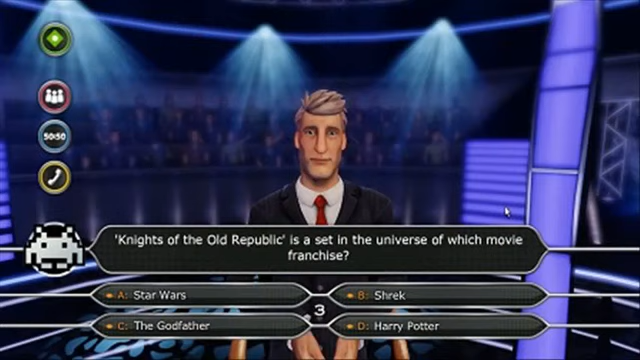 50:50
'Knights of the Old Republic' is a set in the universe of which movie
franchise?
A: Star Wars
B: Shrek
3
C: The Godfather
D: Harry Potter